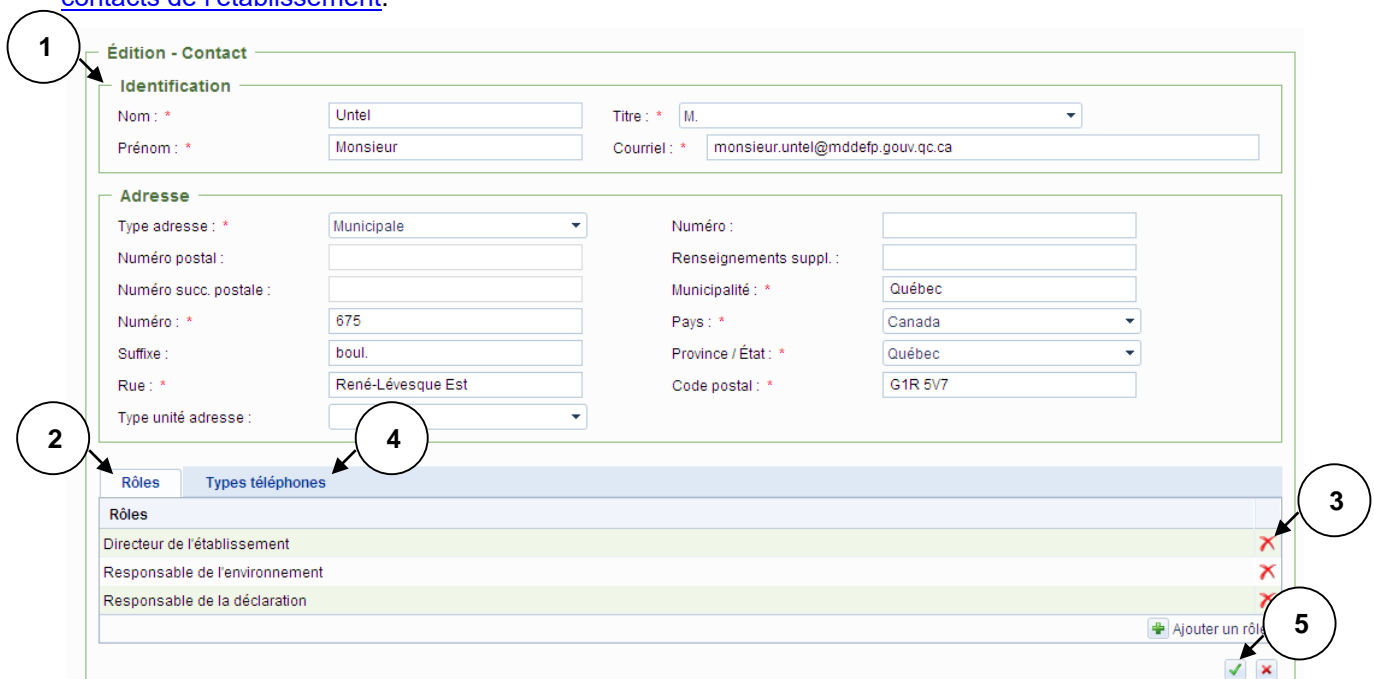 contacts de l'établissement.
1
Édition - Contact
Identification
Nom : * Untel Titre : * M.
Prénom : * Monsieur Courriel : * monsieur.untel@mddefp.gouv.qc.ca
Adresse
Type adresse : * Municipale Numéro :
Numéro postal : Renseignements suppl. :
Numéro succ. postale : Municipalité : * Québec
Numéro : * 675 Pays : * Canada
Suffixe : boul. Province / État : * Québec
Rue : * René-Lévesque Est Code postal : * G1R 5V7
Type unité adresse :
2 4
Rôles Types téléphones
3
Rôles
Directeur de l'établissement
Responsable de l'environnement
Responsable de la déclaration
Ajouter un rôle
5